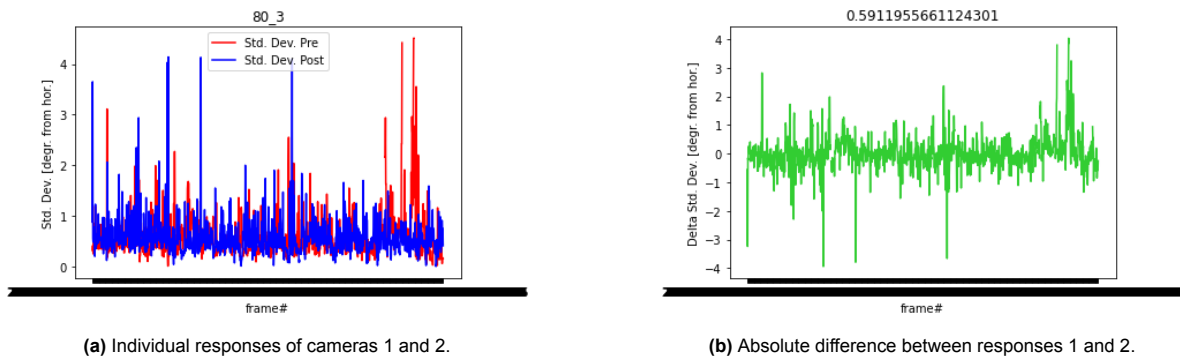 80_3
Std. Dev. [degr. from hor.]
4
3
2
1
0
Std. Dev. Pre
Std. Dev. Post
frame#
(a) Individual responses of cameras 1 and 2.
0.5911955661124301
Delta Std. Dev. [degr. from hor.]
4
3
2
1
0
−1
−2
−3
−4
frame#
(b) Absolute difference between responses 1 and 2.